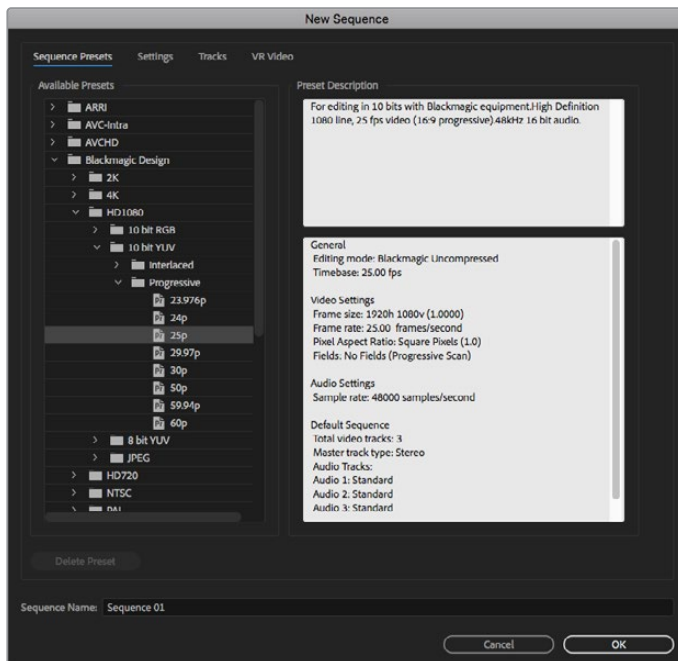 New Sequence
Sequence Presets Settings Tracks VR Video
Available Presets
ARRI
AVC-Intra
AVCHD
Blackmagic Design
2K
4K
HD1080
10 bit RGB
10 bit YUV
Interlaced
Progressive
23.976p
24p
25p
29.97p
30p
50p
59.94p
60p
8 bit YUV
JPEG
HD720
NTSC
PAL
Preset Description
For editing in 10 bits with Blackmagic equipment.High Definition
1080 line, 25 fps video (16:9 progressive).48kHz 16 bit audio.
General
Editing mode: Blackmagic Uncompressed
Timebase: 25.00 fps
Video Settings
Frame size: 1920h 1080v (1.0000)
Frame rate: 25.00 frames/second
Pixel Aspect Ratio: Square Pixels (1.0)
Fields: No Fields (Progressive Scan)
Audio Settings
Sample rate: 48000 samples/second
Default Sequence
Total video tracks: 3
Master track type: Stereo
Audio Tracks:
Audio 1: Standard
Audio 2: Standard
Audio 3: Standard
Delete Preset
Sequence Name: Sequence 01
Cancel OK